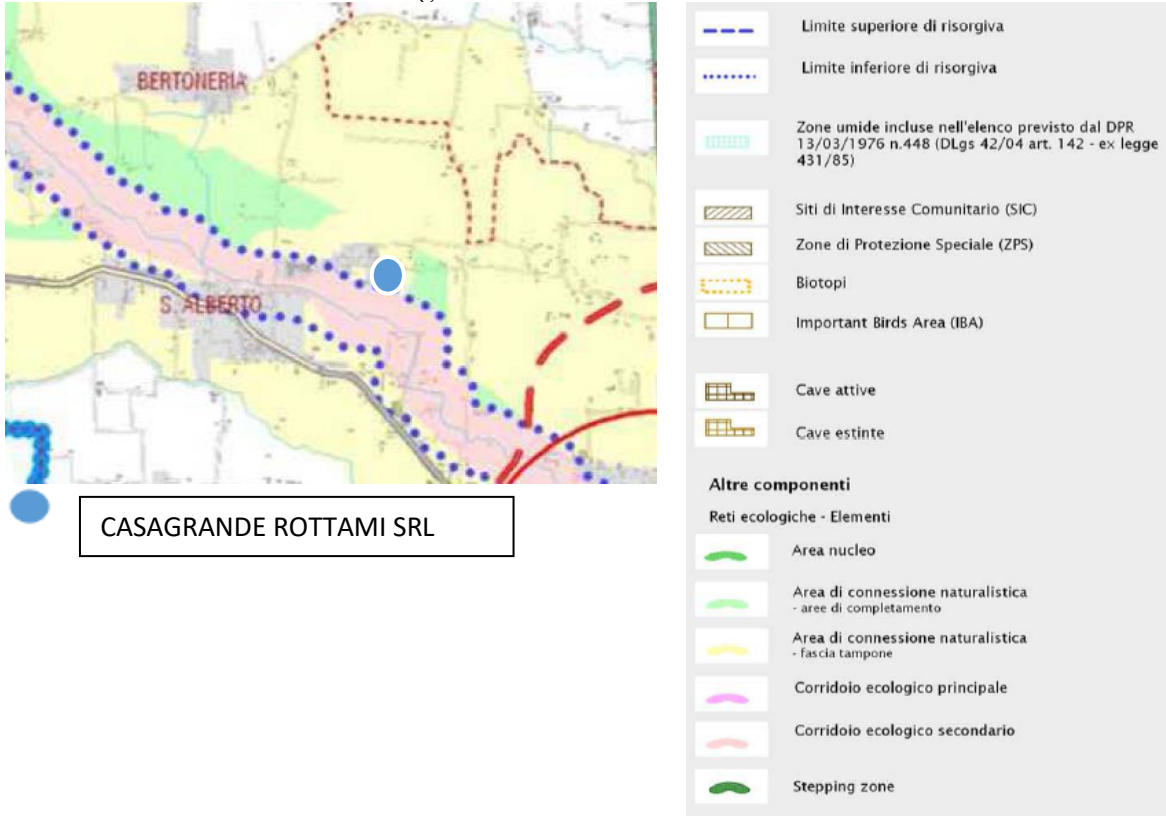 BERTONERIA
S. ALBERTO
CASAGRANDE ROTTAMI SRL
Limite superiore di risorgiva
Limite inferiore di risorgiva
Zone umide incluse nell'elenco previsto dal DPR
13/03/1976 n.448 (DLgs 42/04 art. 142 - ex legge
431/85)
Siti di Interesse Comunitario (SIC)
Zone di Protezione Speciale (ZPS)
Biotopi
Important Birds Area (IBA)
Cave attive
Cave estinte
Altre componenti
Reti ecologiche - Elementi
Area nucleo
Area di connessione naturalistica
- aree di completamento
Area di connessione naturalistica
- fascia tampone
Corridoio ecologico principale
Corridoio ecologico secondario
Stepping zone